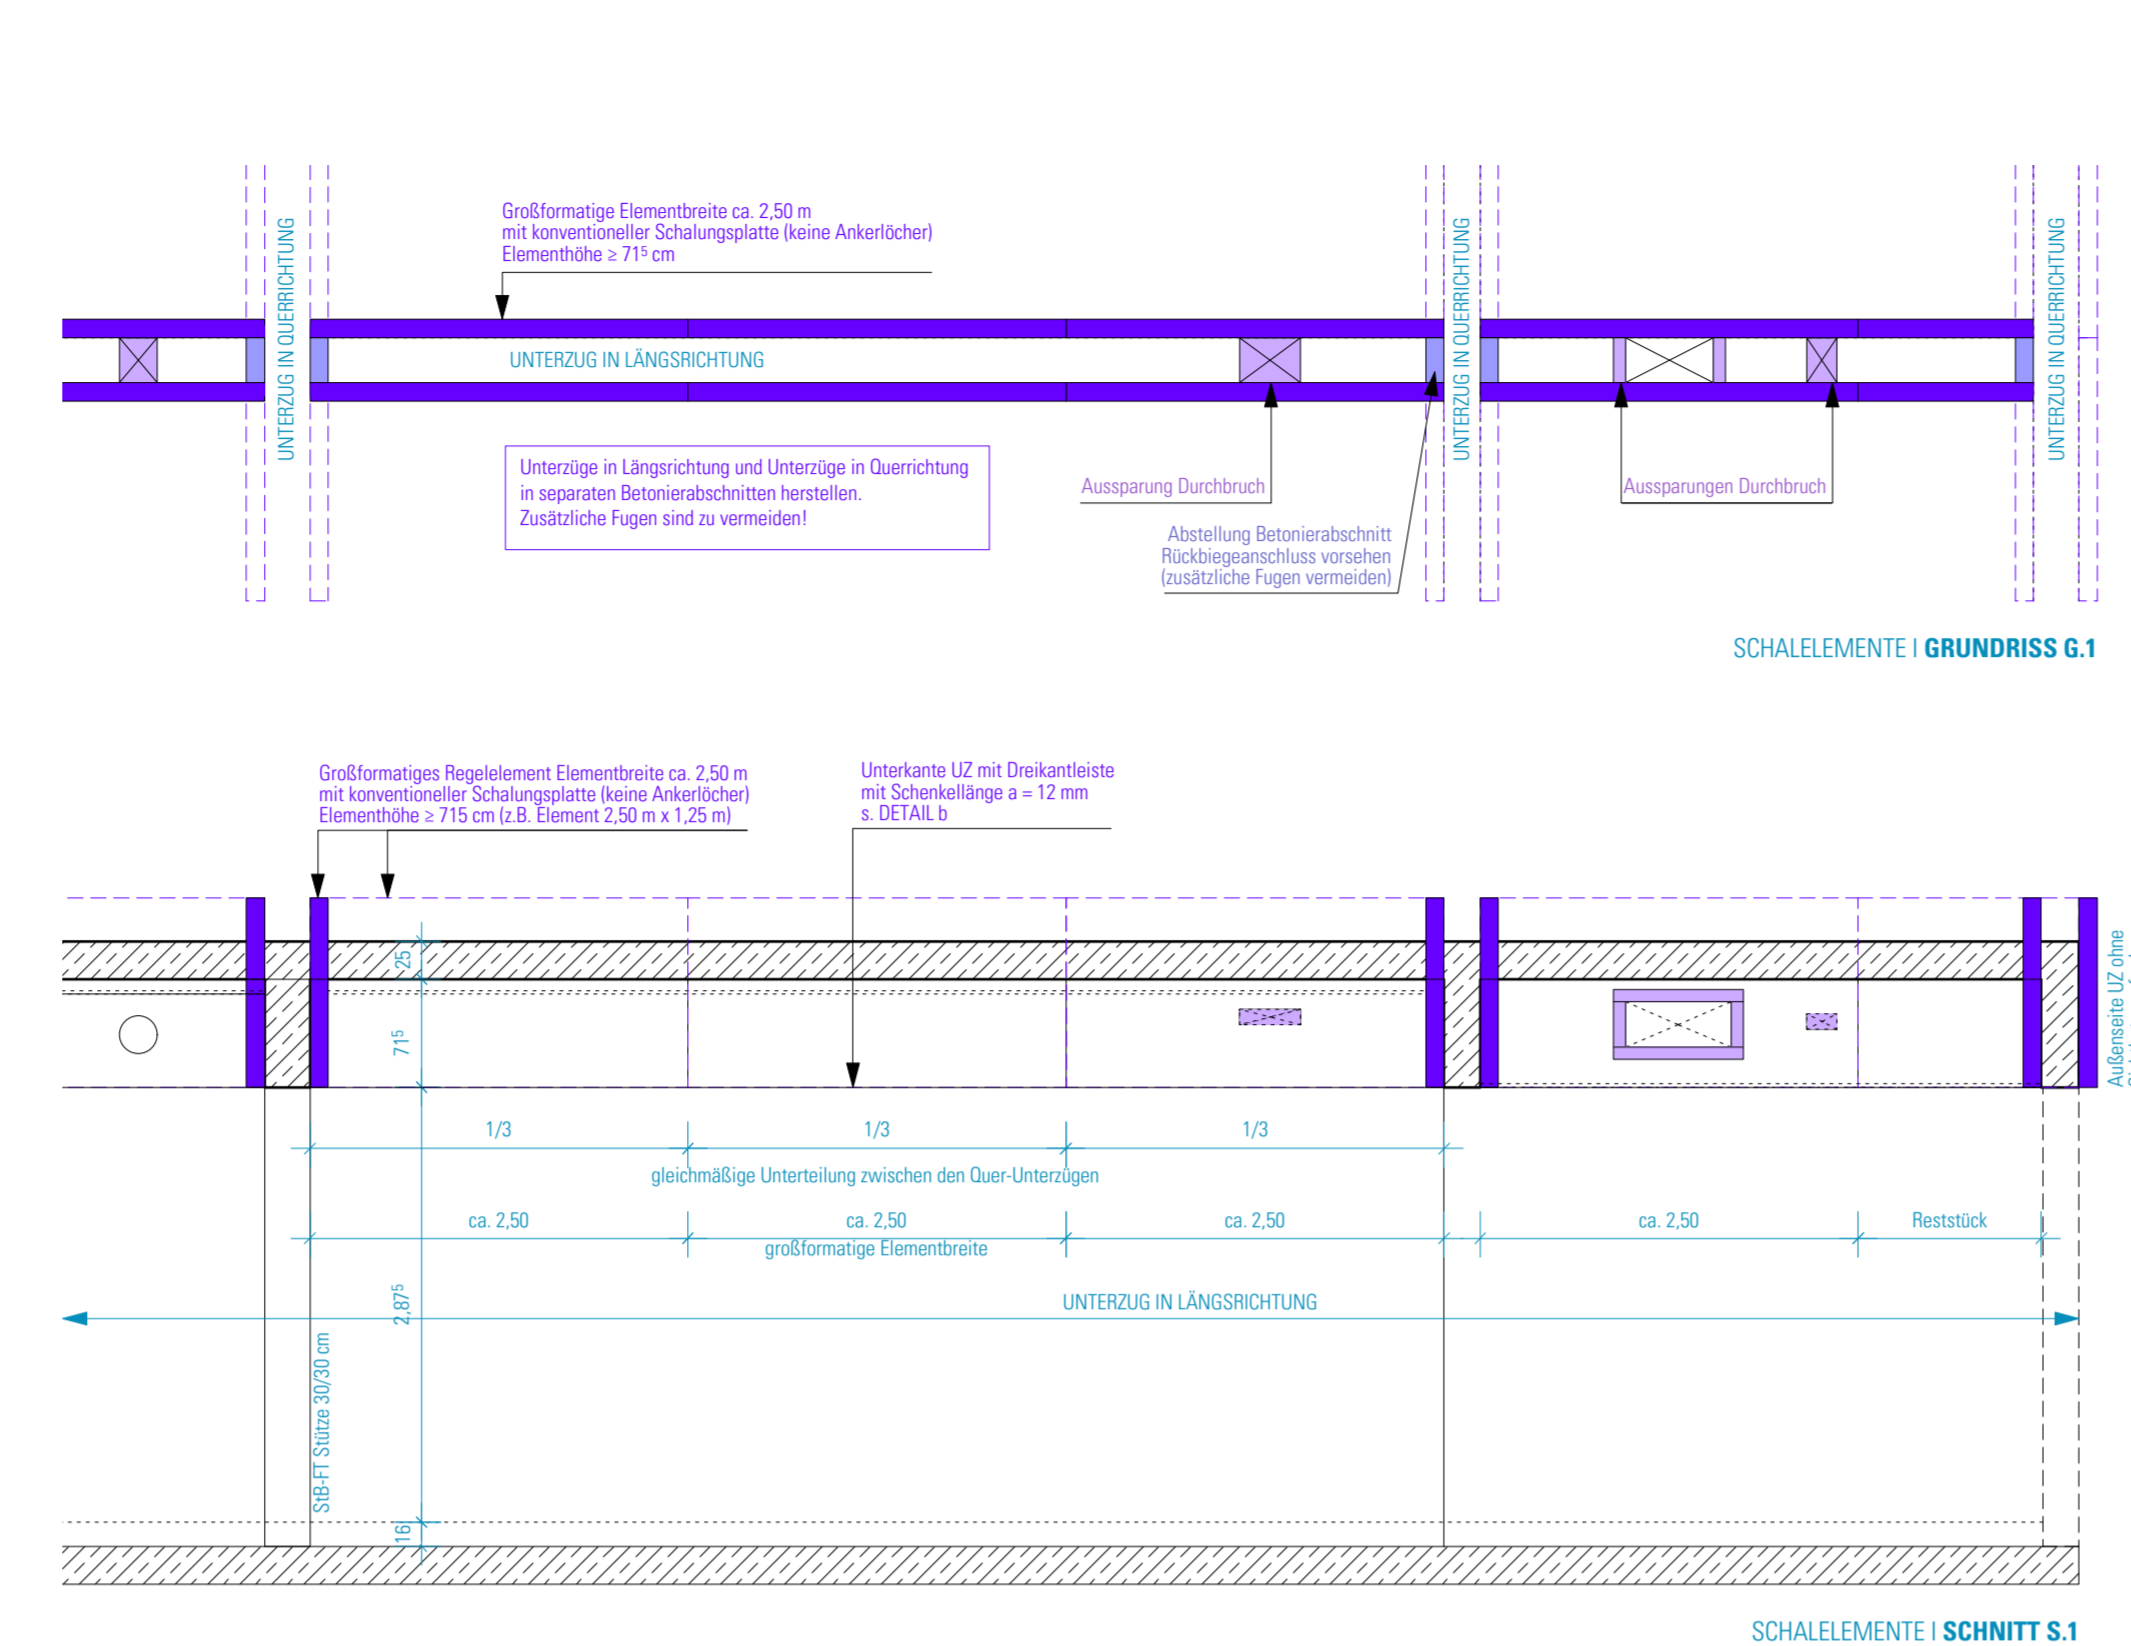 Großformatige Elementbreite ca. 2,50 m
mit konventioneller Schalungsplatte (keine Ankerlöcher)
Elementhöhe ≥ 71⁵ cm
UNTERZUG IN QUERRICHTUNG
UNTERZUG IN QUERRICHTUNG
UNTERZUG IN QUERRICHTUNG
UNTERZUG IN LÄNGSRICHTUNG
Unterzüge in Längsrichtung und Unterzüge in Querrichtung
in separaten Betonierabschnitten herstellen.
Zusätzliche Fugen sind zu vermeiden!
Aussparung Durchbruch
Aussparungen Durchbruch
Abstellung Betonierabschnitt
Rückbiegeanschluss vorsehen
(zusätzliche Fugen vermeiden)
SCHALELEMENTE I GRUNDRISS G.1
Großformatiges Regelelement Elementbreite ca. 2,50 m
mit konventioneller Schalungsplatte (keine Ankerlöcher)
Elementhöhe ≥ 715 cm (z.B. Element 2,50 m x 1,25 m)
Unterkante UZ mit Dreikantleiste
mit Schenkellänge a = 12 mm
s. DETAIL b
25
71⁵
Außenseite UZ ohne
1/3
1/3
1/3
gleichmäßige Unterteilung zwischen den Quer-Unterzügen
ca. 2,50
ca. 2,50
ca. 2,50
ca. 2,50
Reststück
großformatige Elementbreite
2,87⁵
UNTERZUG IN LÄNGSRICHTUNG
StB-FT Stütze 30/30 cm
16
SCHALELEMENTE I SCHNITT S.1